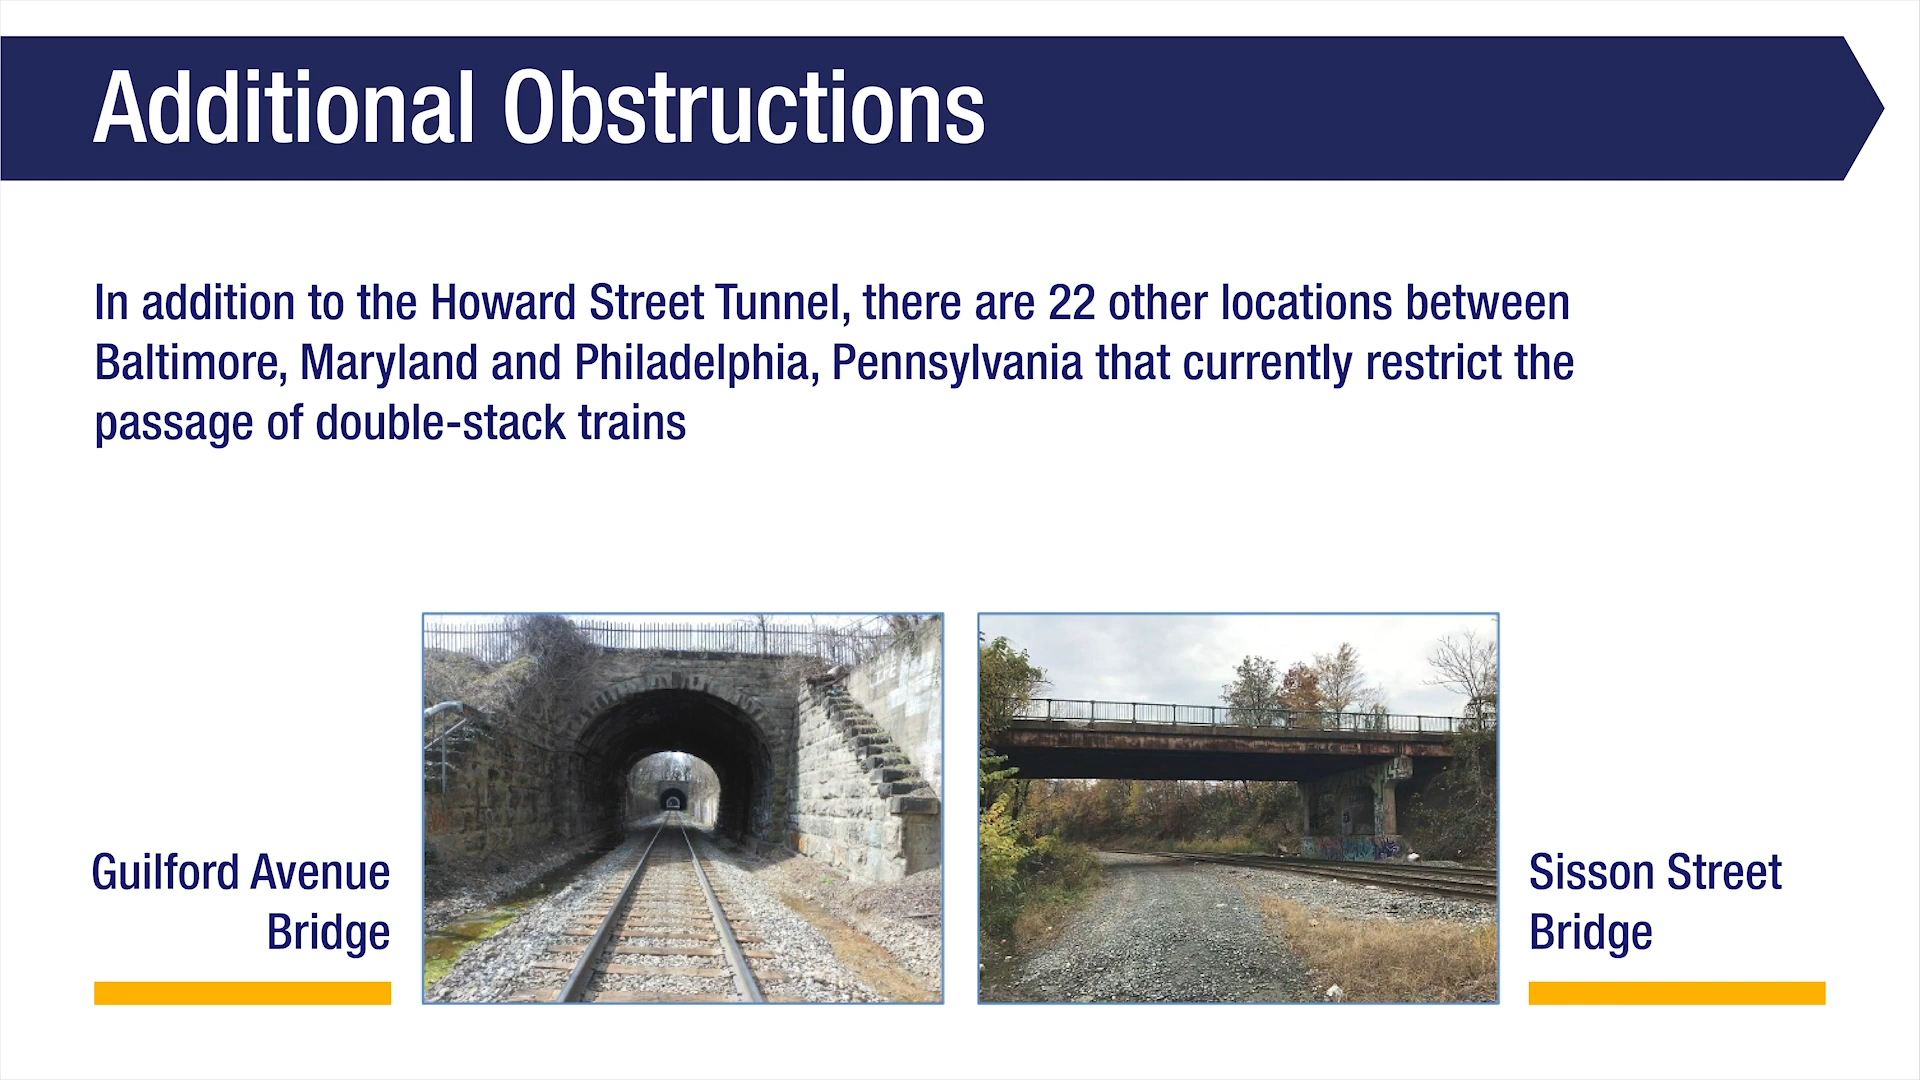 Additional Obstructions
In addition to the Howard Street Tunnel, there are 22 other locations between
Baltimore, Maryland and Philadelphia, Pennsylvania that currently restrict the
passage of double-stack trains
Guilford Avenue
Bridge
Sisson Street
Bridge